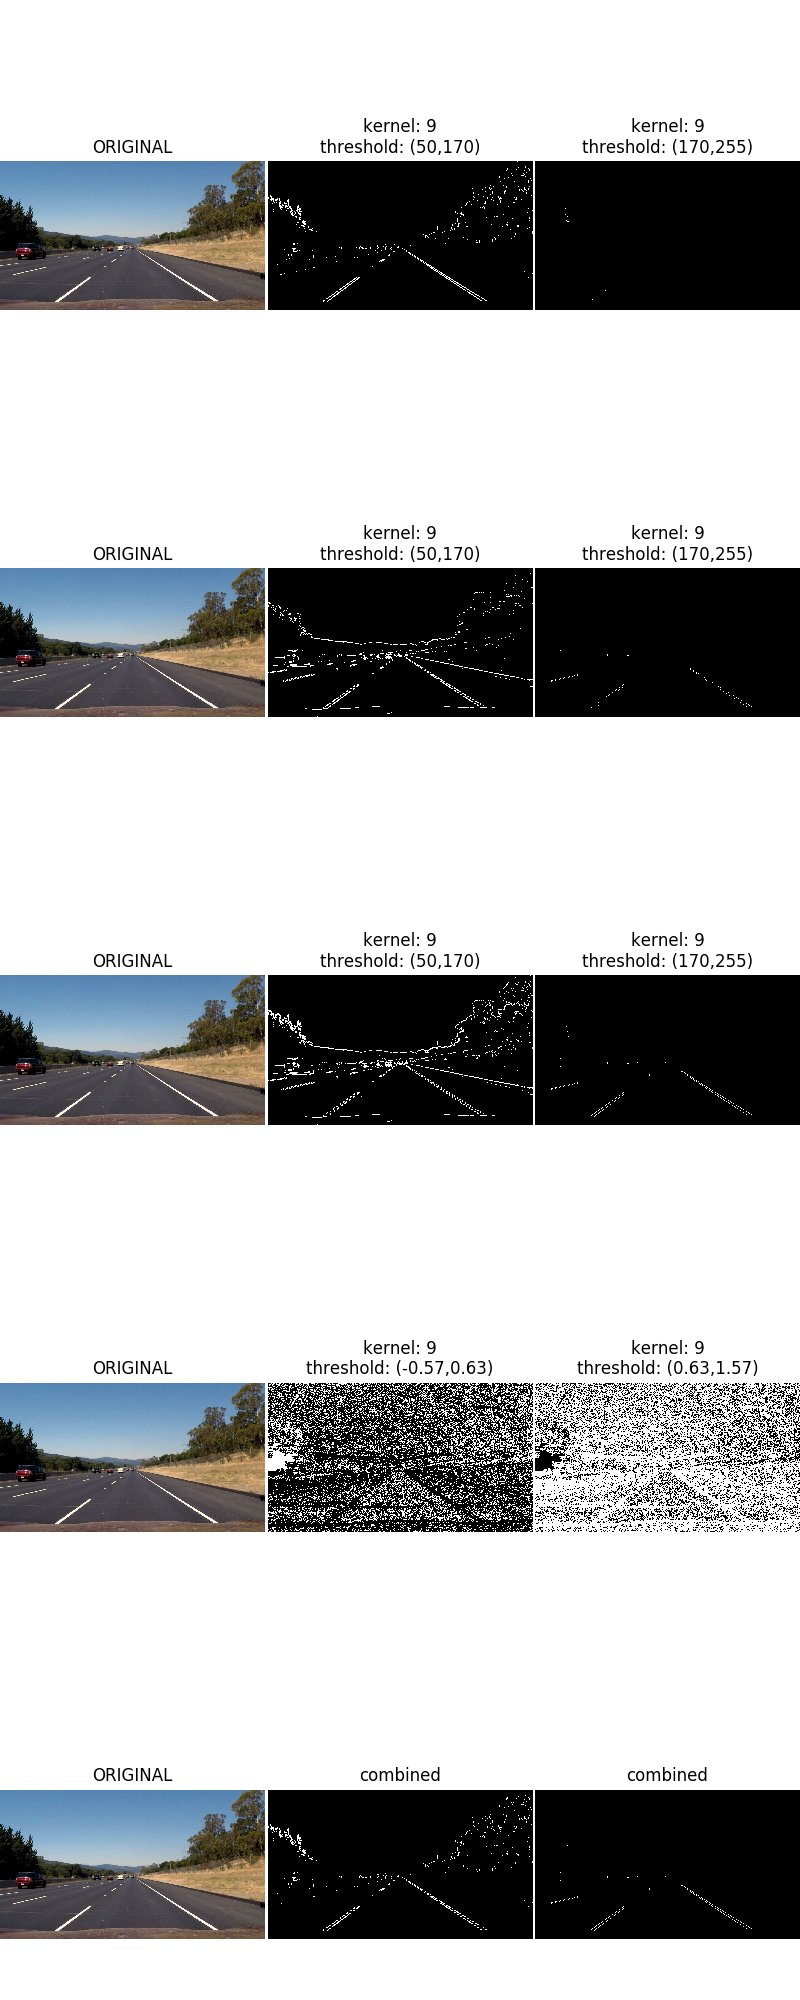 ORIGINAL
kernel: 9
threshold: (50,170)
kernel: 9
threshold: (170,255)
ORIGINAL
kernel: 9
threshold: (50,170)
kernel: 9
threshold: (170,255)
ORIGINAL
kernel: 9
threshold: (50,170)
kernel: 9
threshold: (170,255)
ORIGINAL
kernel: 9
threshold: (-0.57,0.63)
kernel: 9
threshold: (0.63,1.57)
ORIGINAL
combined
combined